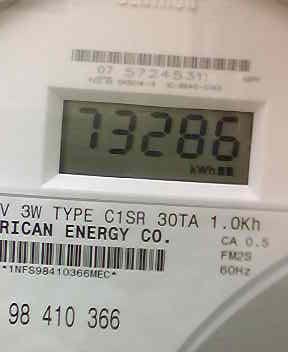 07 57245311
73286
kWh
V 3W TYPE C1SR 30TA 1.0Kh
RICAN ENERGY CO.
CA 0.5
FM2S
60Hz
*1NFS98410366MEC*
98 410 366